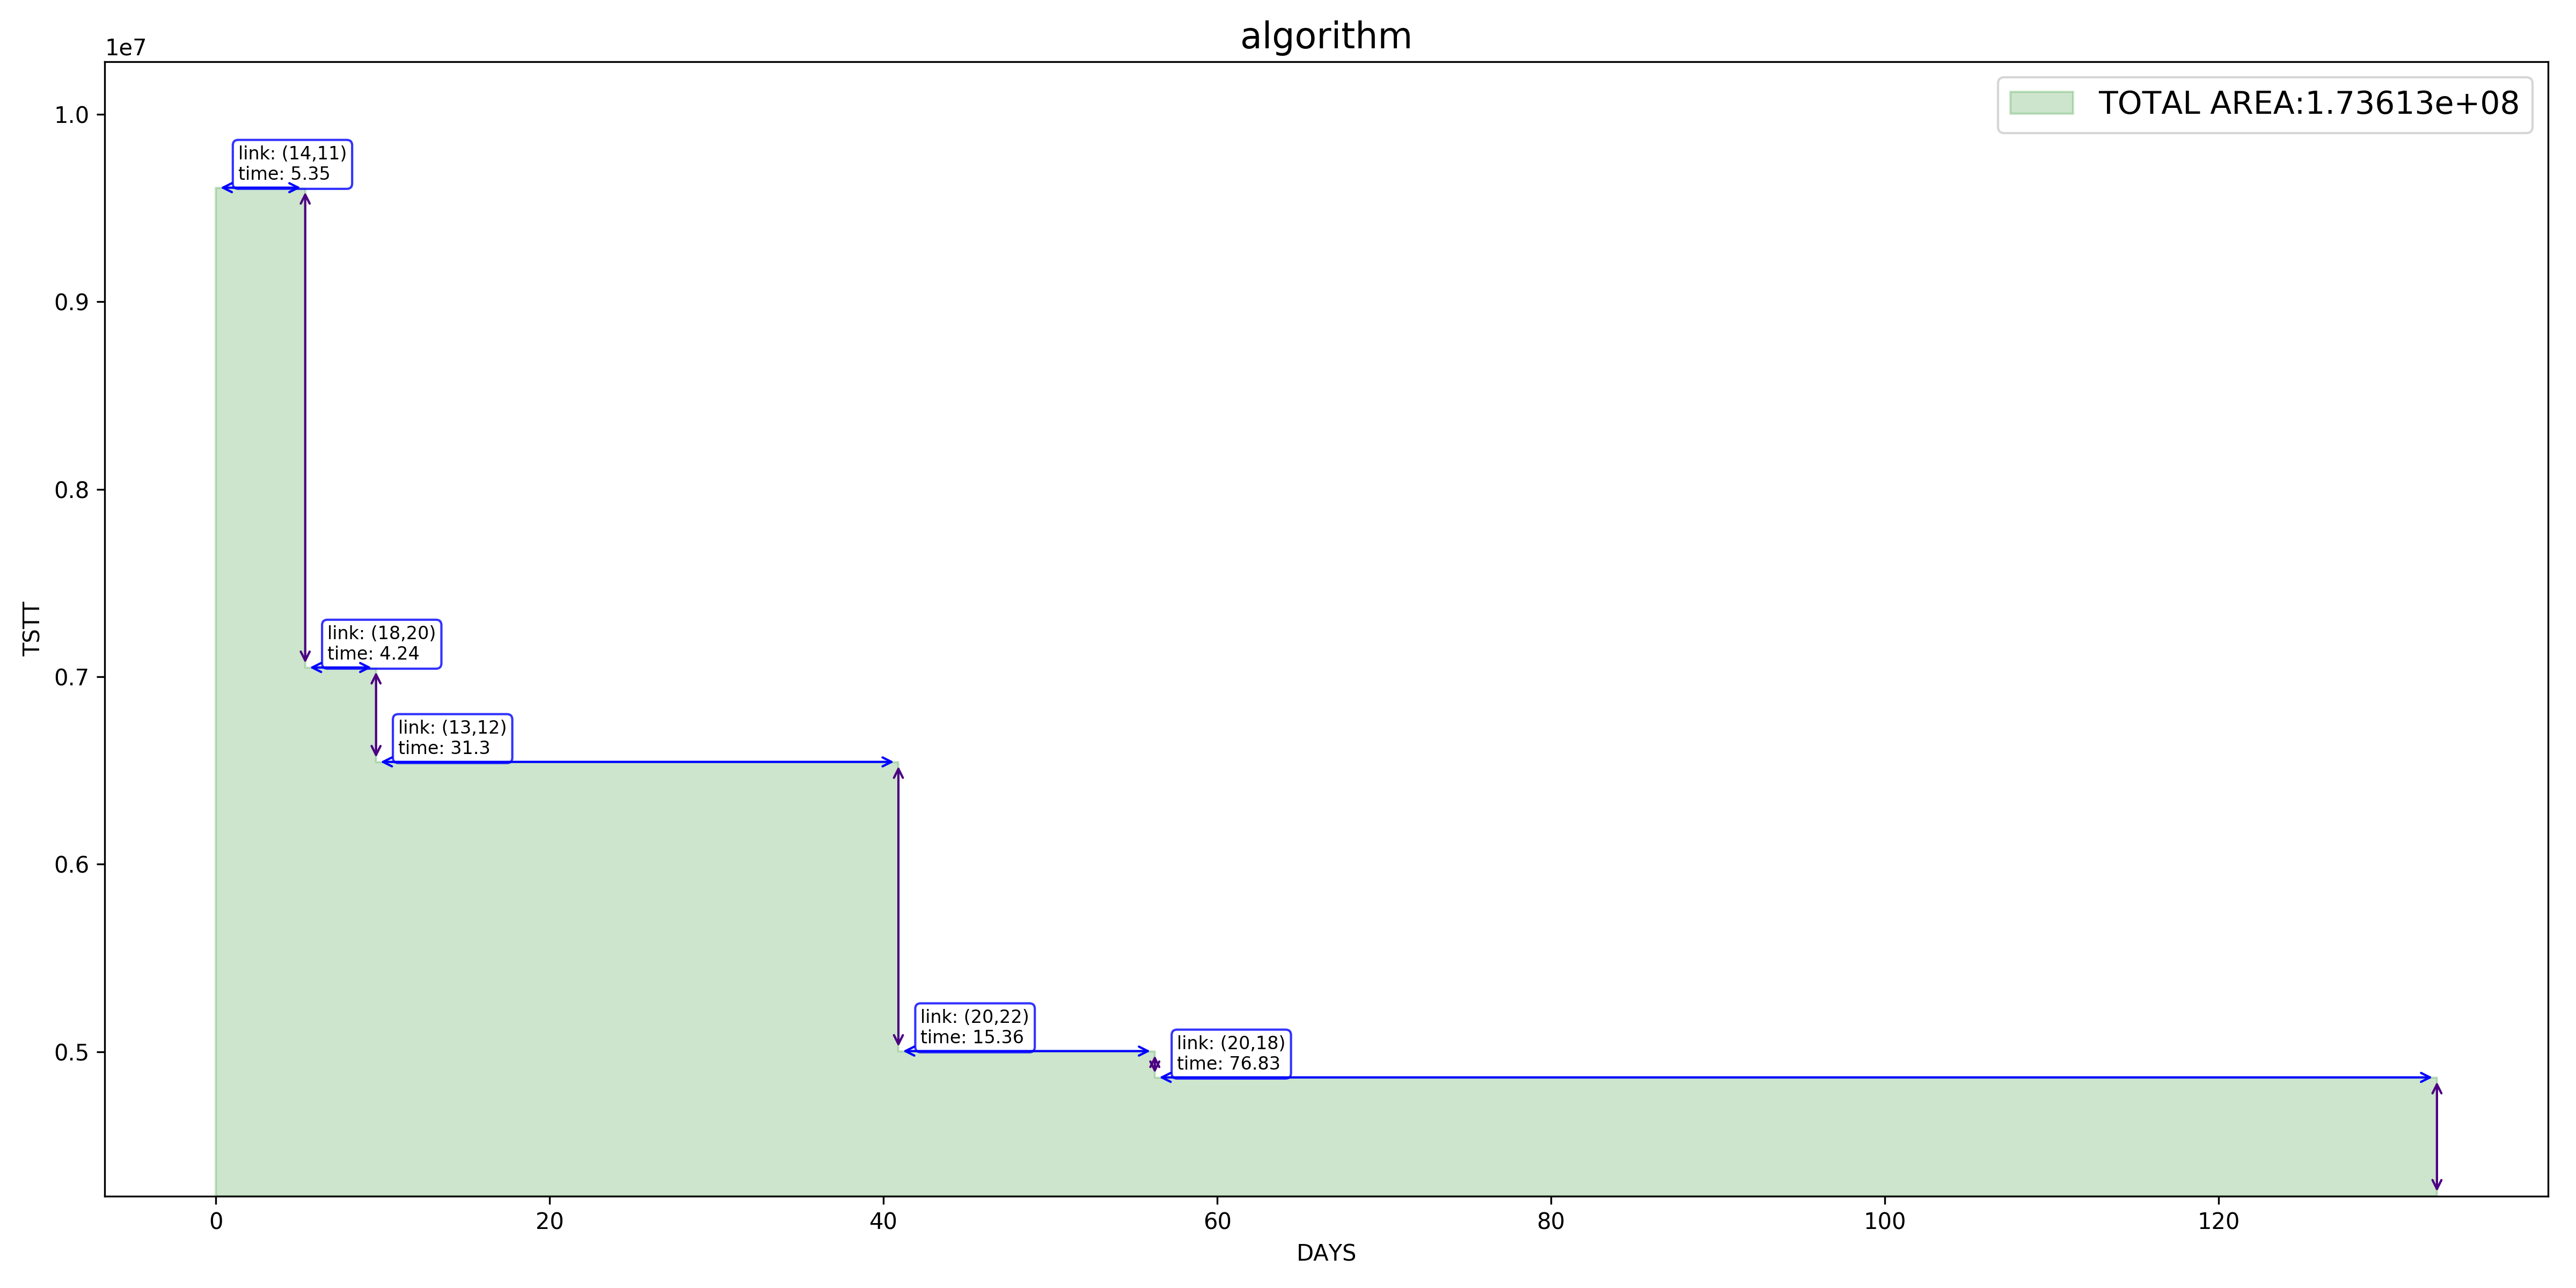 algorithm
1e7
TOTAL AREA:1.73613e+08
1.0
0.9
0.8
0.7
0.6
0.5
TSTT
link: (14,11)
time: 5.35
link: (18,20)
time: 4.24
link: (13,12)
time: 31.3
link: (20,22)
time: 15.36
link: (20,18)
time: 76.83
0
20
40
60
80
100
120
DAYS